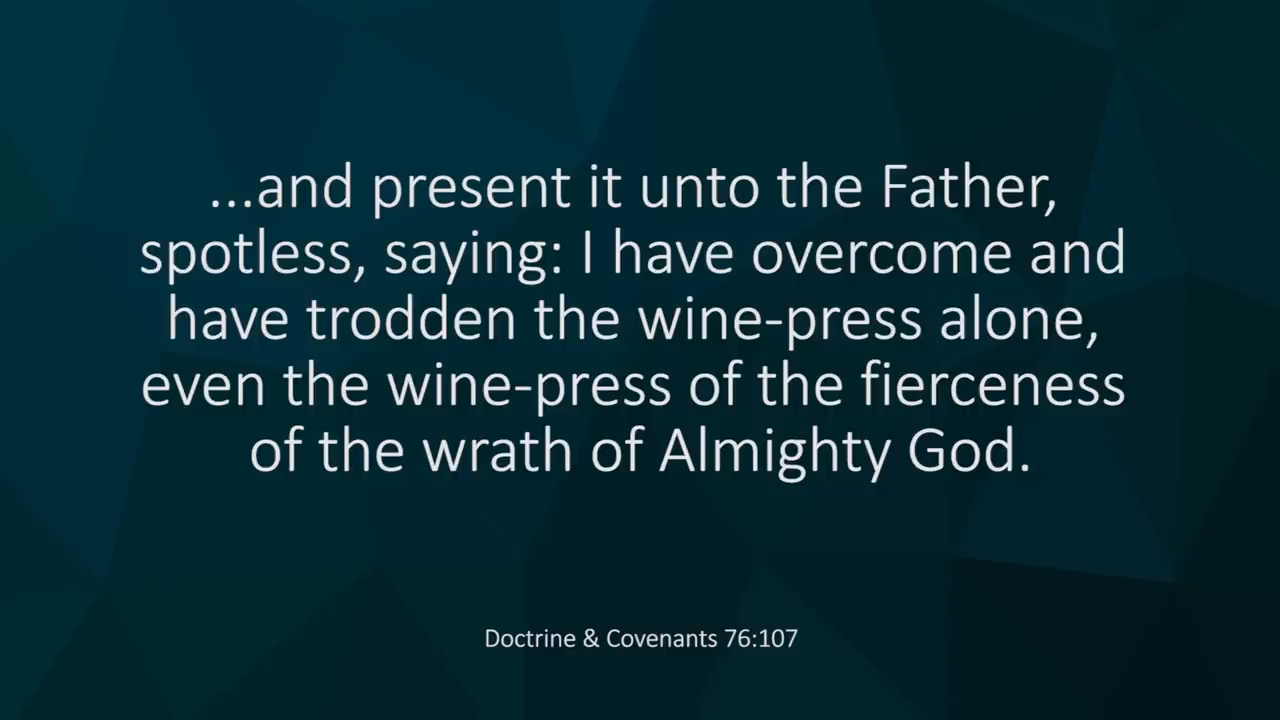 ...and present it unto the Father,
spotless, saying: I have overcome and
have trodden the wine-press alone,
even the wine-press of the fierceness
of the wrath of Almighty God.
Doctrine & Covenants 76:107